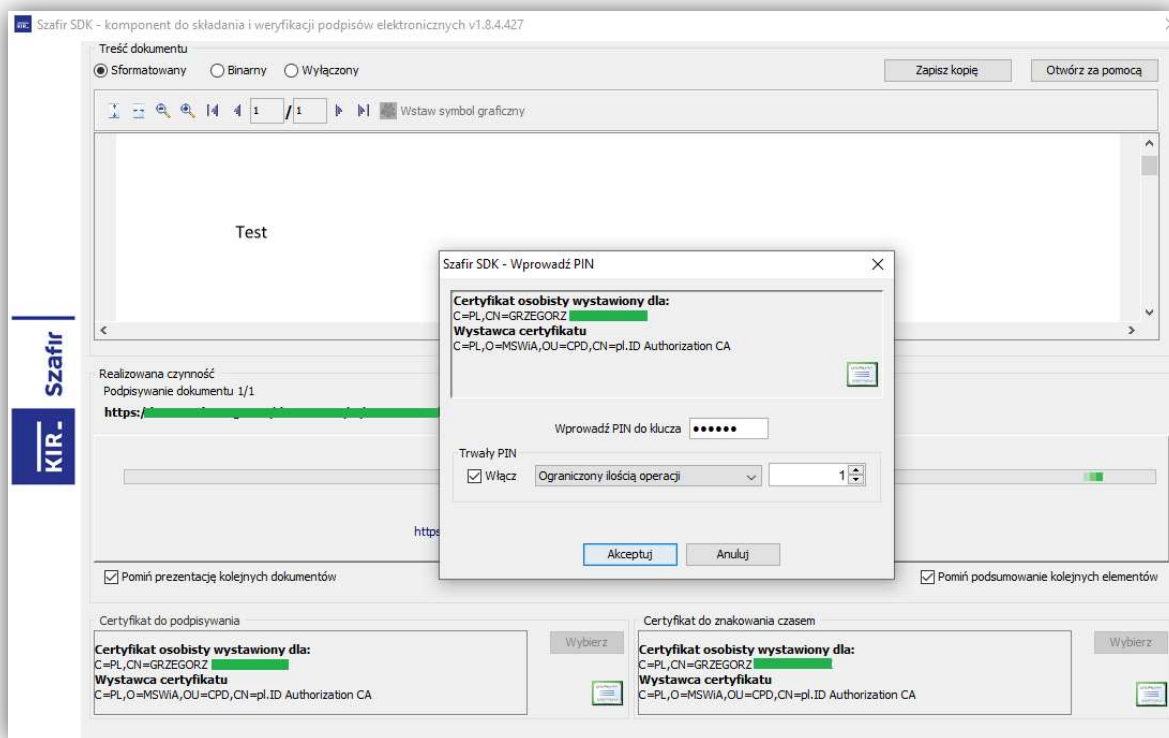 KIR. Szafir SDK - komponent do składania i weryfikacji podpisów elektronicznych v1.8.4.427
Treść dokumentu
Sformatowany Binarny Wyłączony Zapisz kopię Otwórz za pomocą
1 / 1 Wstaw symbol graficzny
Test
Szafir SDK - Wprowadź PIN
Certyfikat osobisty wystawiony dla:
C=PL,CN=GRZEGORZ
Wystawca certyfikatu
C=PL,O=MSWiA,OU=CPD,CN=pl.ID Authorization CA
Wprowadź PIN do klucza ••••••
Trwały PIN
Włącz Ograniczony ilością operacji 1
Akceptuj Anuluj
KIR. Szafir
Realizowana czynność
Podpisywanie dokumentu 1/1
https:/
https
Pomiń prezentację kolejnych dokumentów Pomiń podsumowanie kolejnych elementów
Certyfikat do podpisywania
Wybierz
Certyfikat osobisty wystawiony dla:
C=PL,CN=GRZEGORZ
Wystawca certyfikatu
C=PL,O=MSWiA,OU=CPD,CN=pl.ID Authorization CA
Certyfikat do znakowania czasem
Wybierz
Certyfikat osobisty wystawiony dla:
C=PL,CN=GRZEGORZ
Wystawca certyfikatu
C=PL,O=MSWiA,OU=CPD,CN=pl.ID Authorization CA